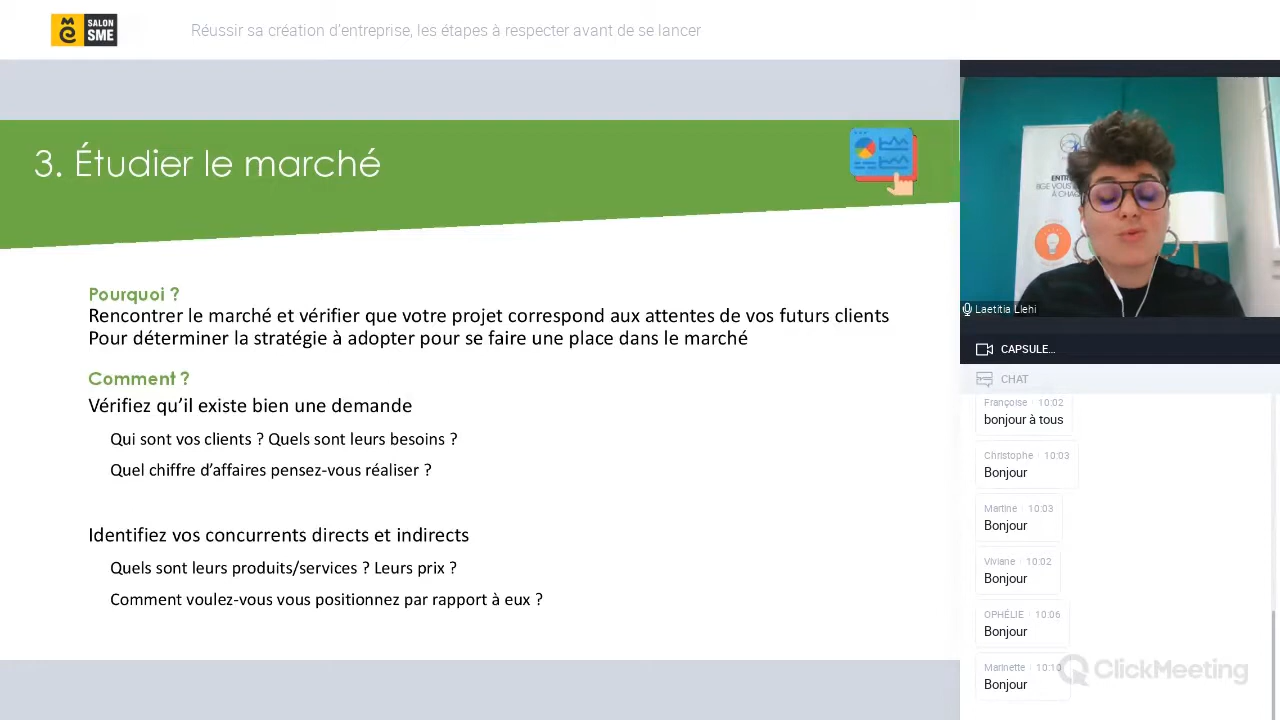 SALON
SME
Réussir sa création d'entreprise, les étapes à respecter avant de se lancer
3. Étudier le marché
Pourquoi ?
Rencontrer le marché et vérifier que votre projet correspond aux attentes de vos futurs clients
Pour déterminer la stratégie à adopter pour se faire une place dans le marché
Comment ?
Vérifiez qu'il existe bien une demande
Qui sont vos clients ? Quels sont leurs besoins ?
Quel chiffre d'affaires pensez-vous réaliser ?
Identifiez vos concurrents directs et indirects
Quels sont leurs produits/services ? Leurs prix ?
Comment voulez-vous vous positionnez par rapport à eux ?
Laetitia Llehi
CAPSULE...
CHAT
Françoise · 10:02
bonjour à tous
Christophe · 10:03
Bonjour
Martine · 10:03
Bonjour
Viviane · 10:02
Bonjour
OPHÉLIE · 10:06
Bonjour
Marinette · 10:10
Bonjour
ClickMeeting